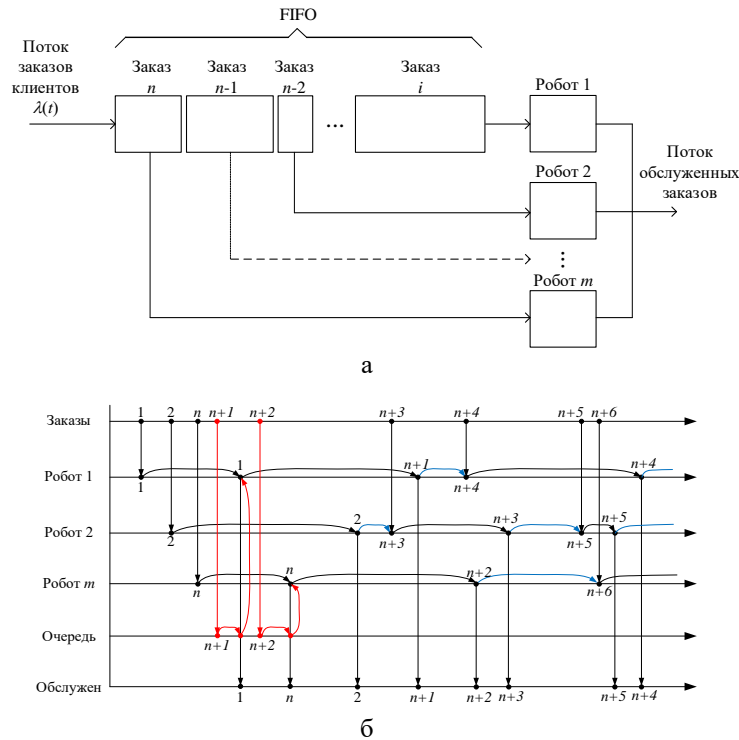 FIFO
Поток
заказов
клиентов
λ(t)
Заказ
n
Заказ
n-1
Заказ
n-2
...
Заказ
i
Робот 1
Робот 2
...
Робот m
Поток
обслуженных
заказов
а
Заказы
1 2 n n+1 n+2 n+3 n+4 n+5 n+6
Робот 1
1 n+1 n+4
1 n+4
Робот 2
2 n+3 n+5
2 n+3 n+5
Робот m
n n+2
n n+6
Очередь
n+1 n+2
Обслужен
1 n 2 n+1 n+2 n+3 n+5 n+4
б